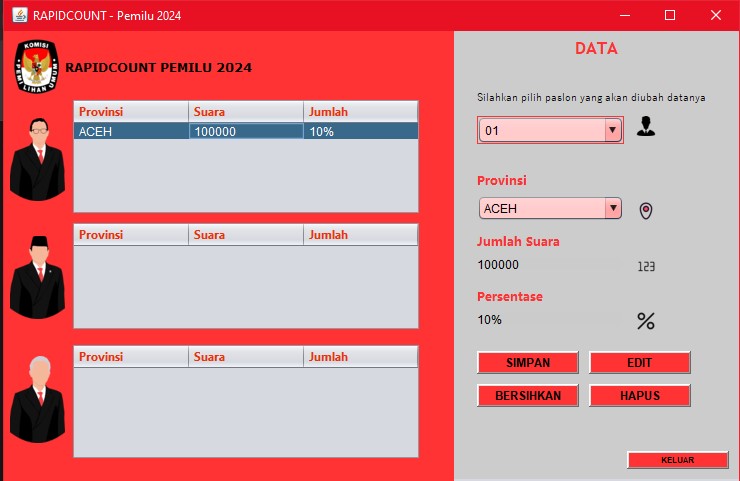 RAPIDCOUNT - Pemilu 2024
KOMISI
PEMILIHAN UMUM
RAPIDCOUNT PEMILU 2024
Provinsi Suara Jumlah
ACEH 100000 10%
Provinsi Suara Jumlah
Provinsi Suara Jumlah
DATA
Silahkan pilih paslon yang akan diubah datanya
01
Provinsi
ACEH
Jumlah Suara
100000
123
Persentase
10%
%
SIMPAN EDIT
BERSIHKAN HAPUS
KELUAR